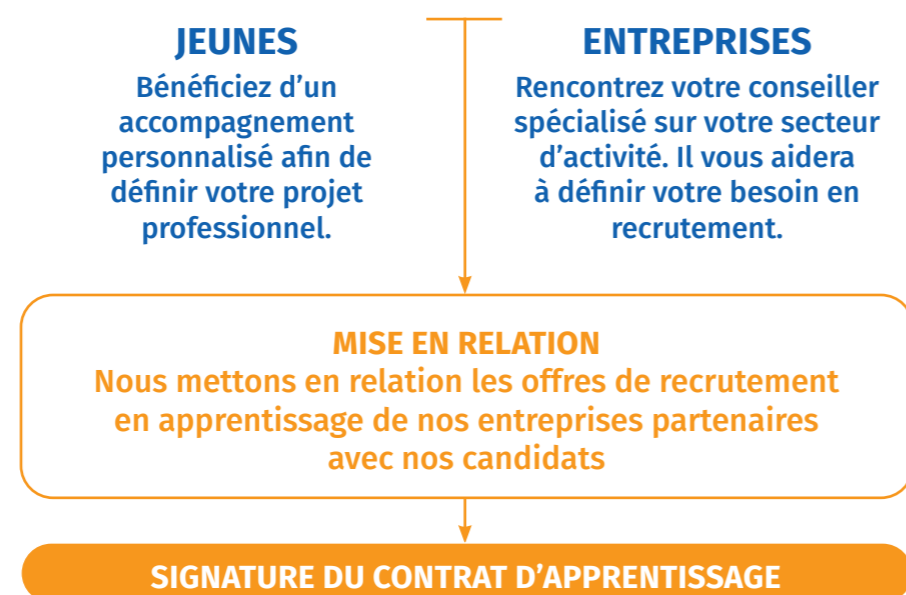 JEUNES
Bénéficiez d’un
accompagnement
personnalisé afin de
définir votre projet
professionnel.
ENTREPRISES
Rencontrez votre conseiller
spécialisé sur votre secteur
d’activité. Il vous aidera
à définir votre besoin en
recrutement.
MISE EN RELATION
Nous mettons en relation les offres de recrutement
en apprentissage de nos entreprises partenaires
avec nos candidats
SIGNATURE DU CONTRAT D’APPRENTISSAGE